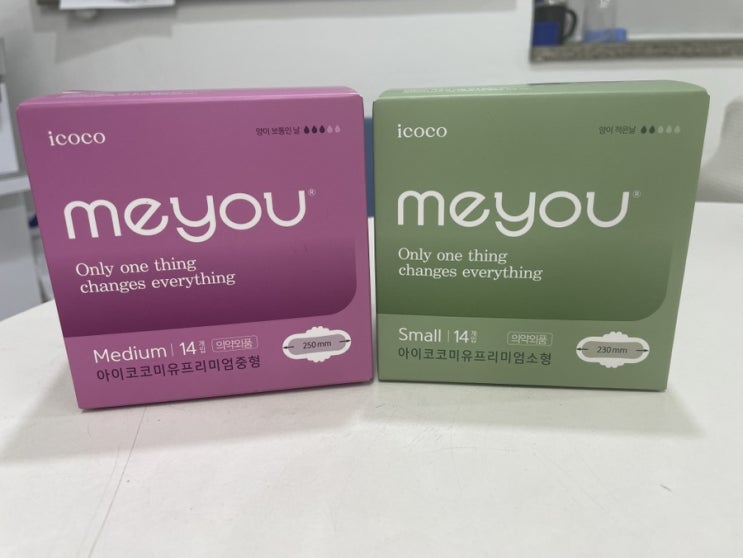 icoco
양이 보통인 날
meyou®
Only one thing
changes everything
Medium | 14개입 의약외품
250 mm
아이코코미유프리미엄중형
icoco
양이 적은날
meyou®
Only one thing
changes everything
Small | 14개입 의약외품
230 mm
아이코코미유프리미엄소형